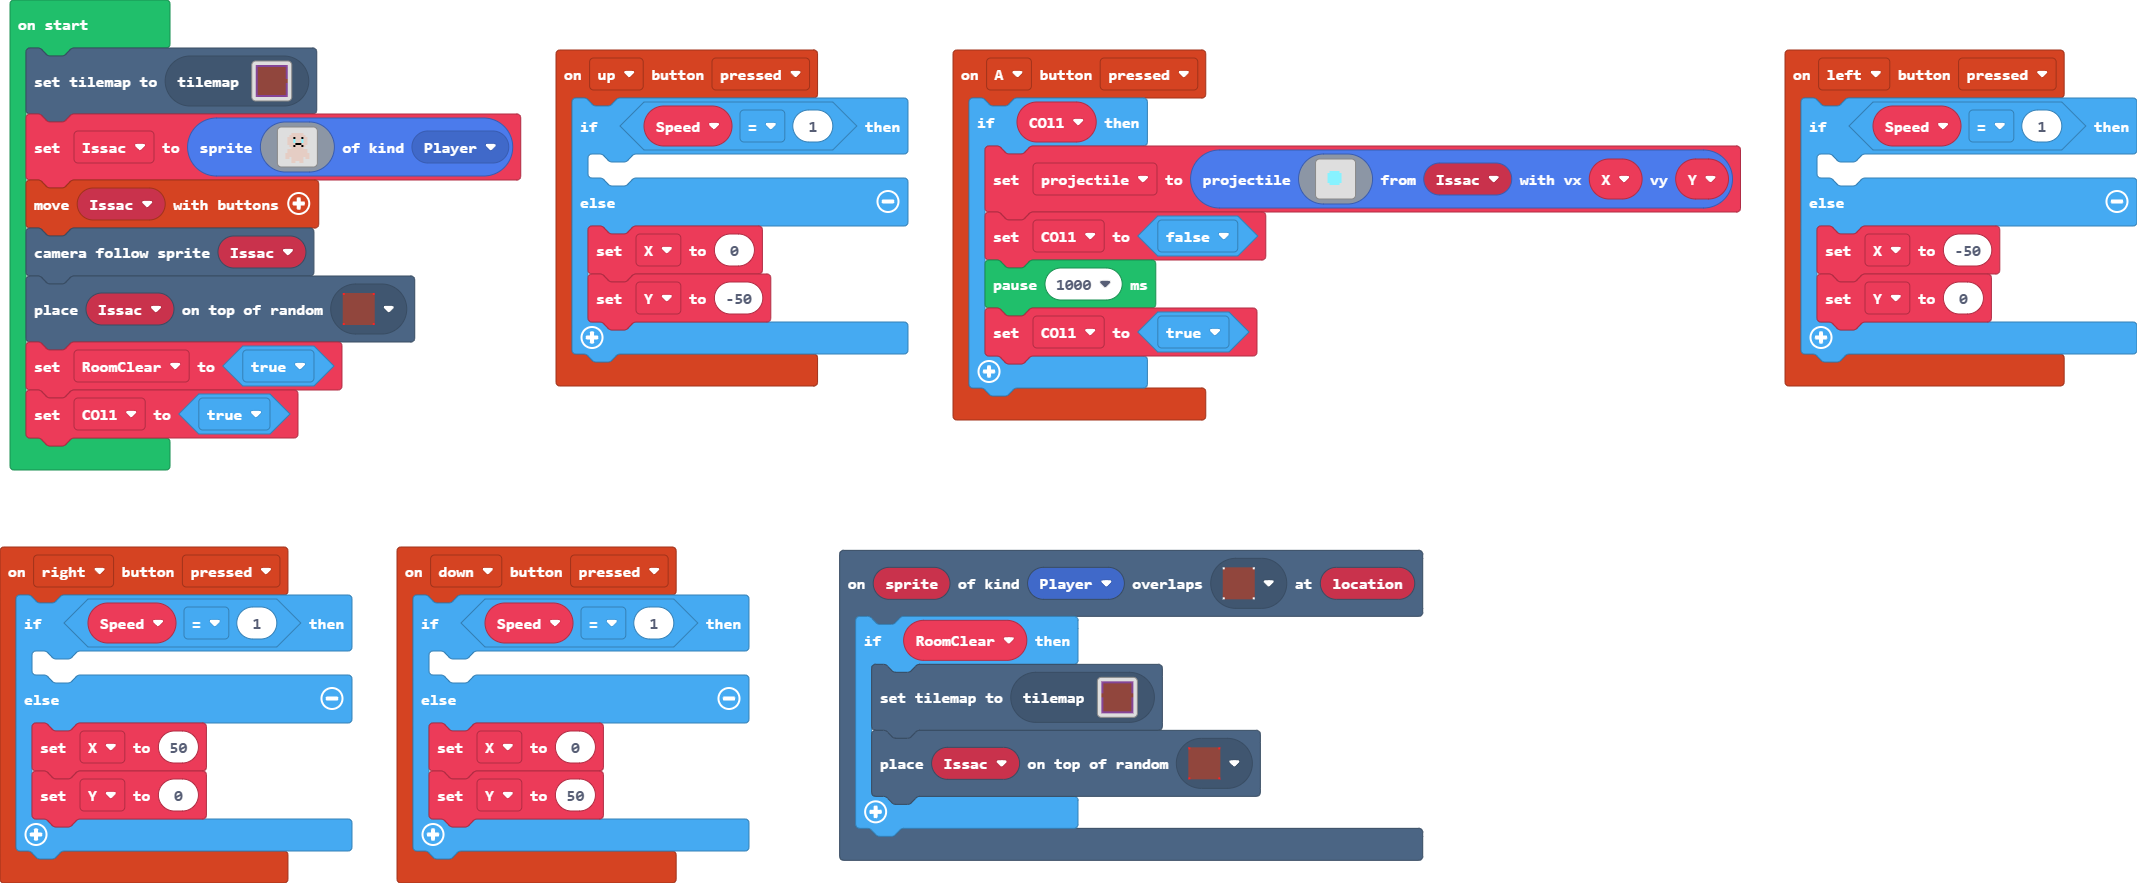 on start
set tilemap to tilemap
set Issac to sprite of kind Player
move Issac with buttons
camera follow sprite Issac
place Issac on top of random
set RoomClear to true
set CO11 to true
on up button pressed
if Speed = 1 then
else
set X to 0
set Y to -50
on A button pressed
if CO11 then
set projectile to projectile from Issac with vx X vy Y
set CO11 to false
pause 1000 ms
set CO11 to true
on left button pressed
if Speed = 1 then
else
set X to -50
set Y to 0
on right button pressed
if Speed = 1 then
else
set X to 50
set Y to 0
on down button pressed
if Speed = 1 then
else
set X to 0
set Y to 50
on sprite of kind Player overlaps at location
if RoomClear then
set tilemap to tilemap
place Issac on top of random